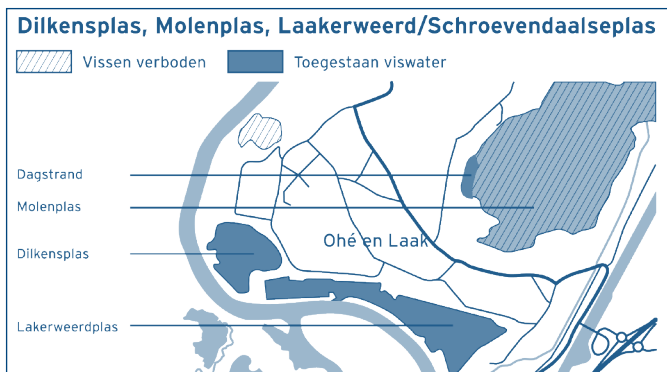 Dilkensplas, Molenplas, Laakerweerd/Schroevendaalseplas
Vissen verboden
Toegestaan viswater
Dagstrand
Molenplas
Ohé en Laak
Dilkensplas
Lakerweerdplas